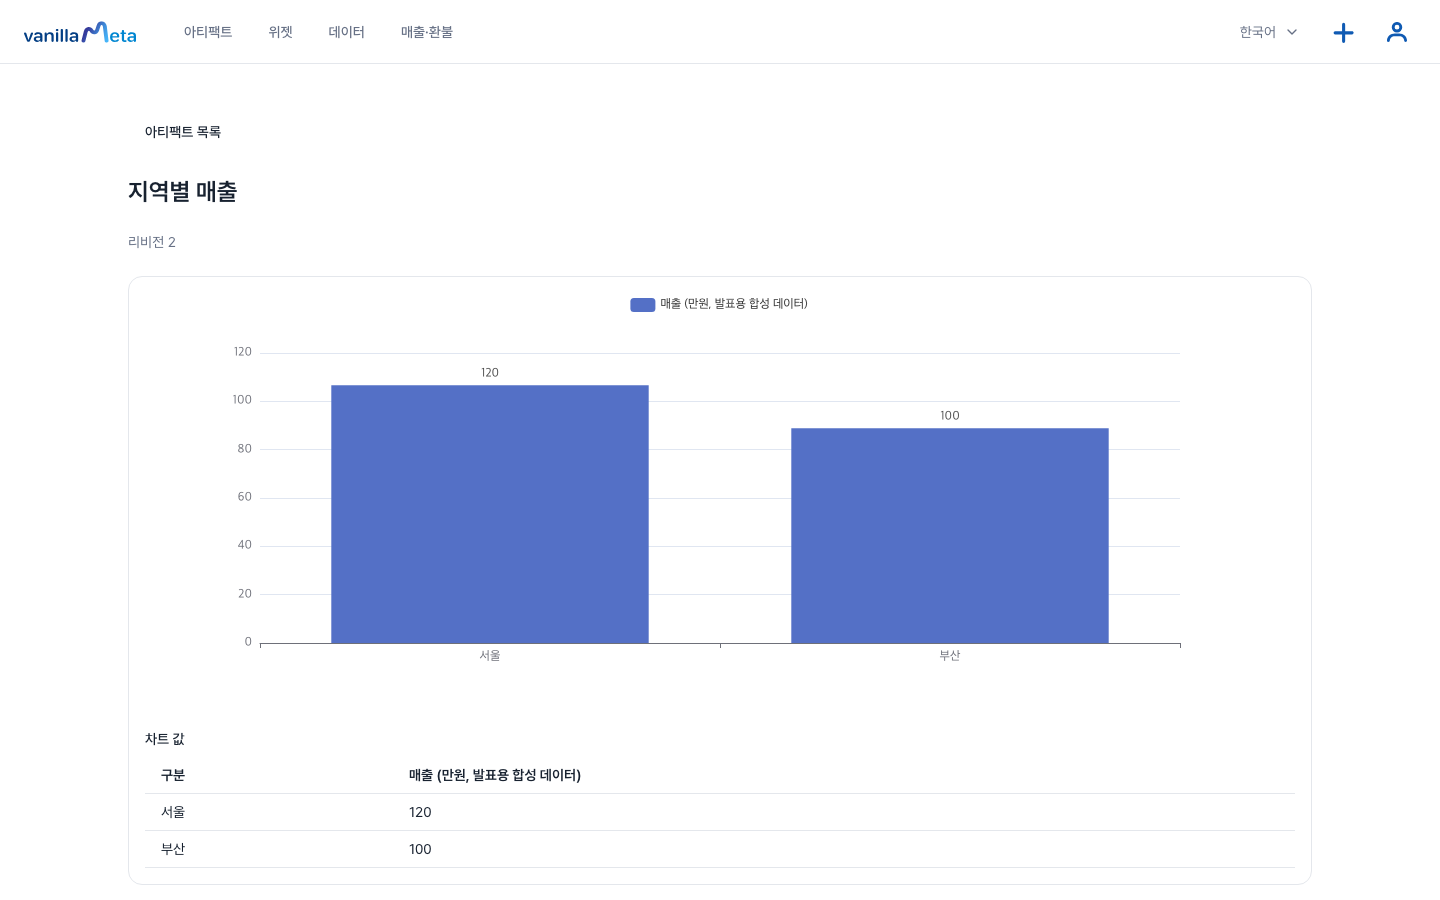 vanilla Meta
아티팩트
위젯
데이터
매출·환불
한국어
아티팩트 목록
지역별 매출
리비전 2
매출 (만원, 발표용 합성 데이터)
120
100
80
60
40
20
0
120
100
서울
부산
차트 값
구분 매출 (만원, 발표용 합성 데이터)
서울 120
부산 100